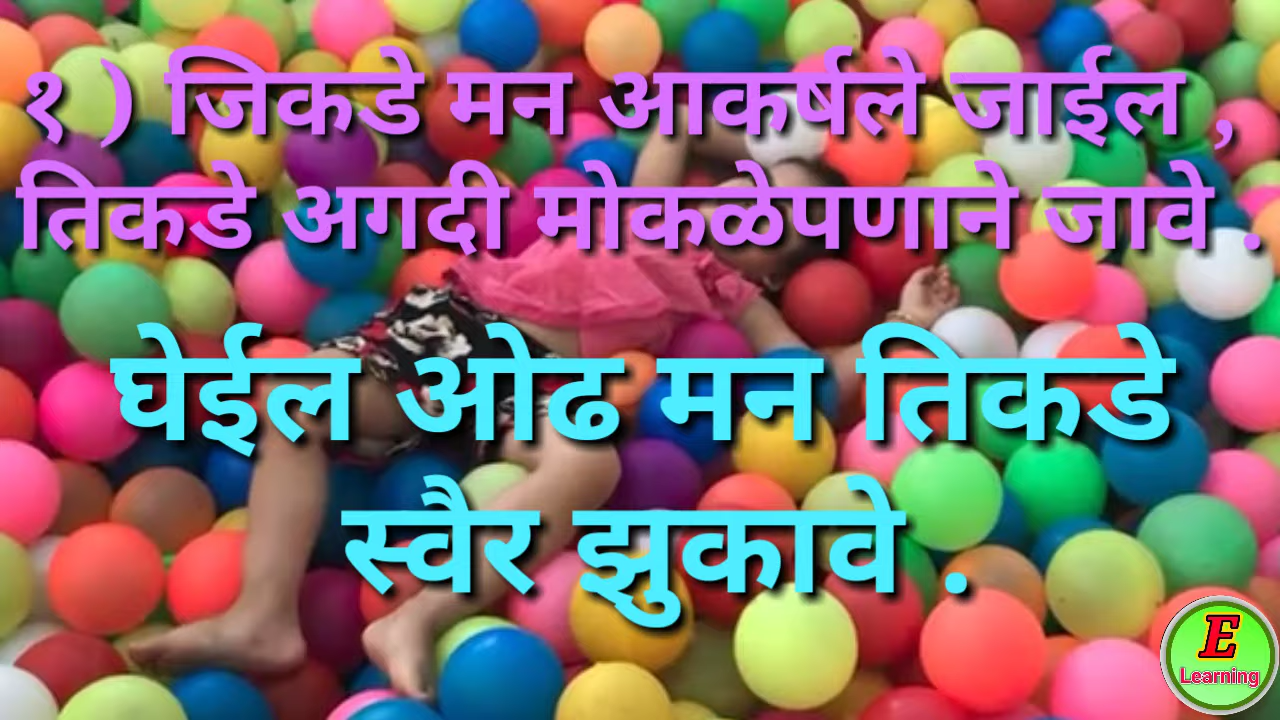 १ ) जिकडे मन आकर्षले जाईल ,
तिकडे अगदी मोकळेपणाने जावे .
घेईल ओढ मन तिकडे
स्वैर झुकावे .
E
Learning